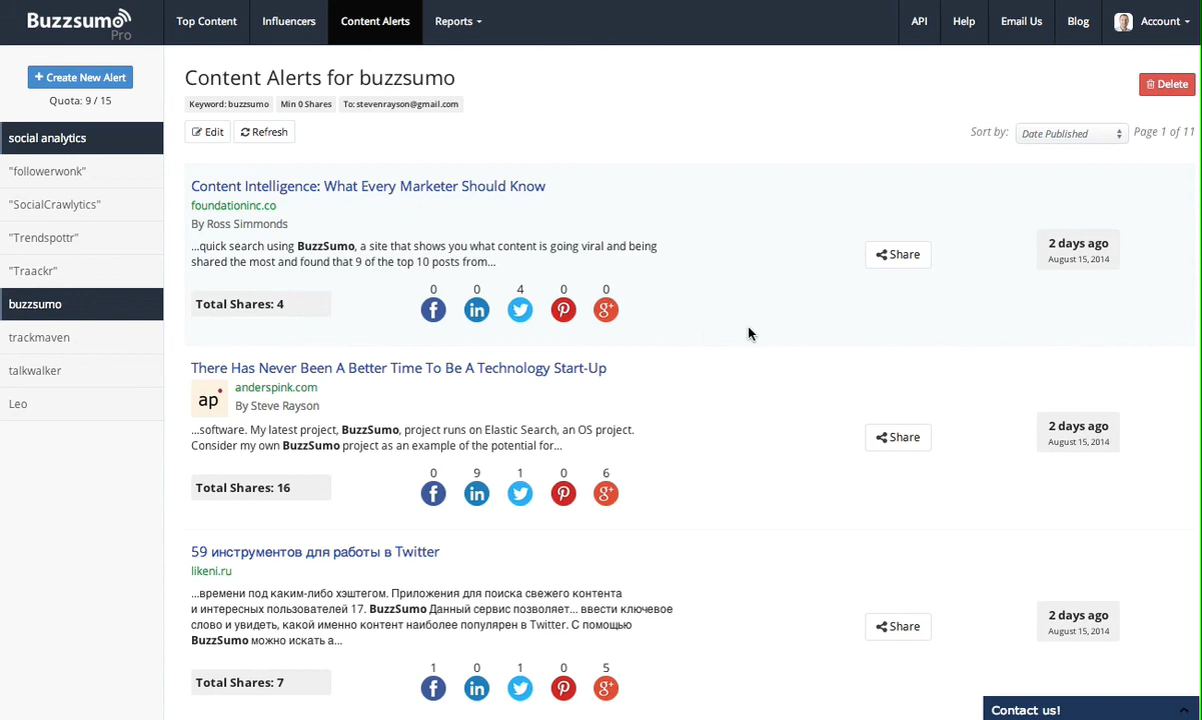 Buzzsumo Pro
Top Content
Influencers
Content Alerts
Reports
API
Help
Email Us
Blog
Account
+ Create New Alert
Quota: 9 / 15
social analytics
"followerwonk"
"SocialCrawlytics"
"Trendspottr"
"Traackr"
buzzsumo
trackmaven
talkwalker
Leo
Content Alerts for buzzsumo
Delete
Keyword: buzzsumo
Min 0 Shares
To: stevenrayson@gmail.com
Edit
Refresh
Sort by:
Date Published
Page 1 of 11
Content Intelligence: What Every Marketer Should Know
foundationinc.co
By Ross Simmonds
...quick search using BuzzSumo, a site that shows you what content is going viral and being
shared the most and found that 9 of the top 10 posts from...
Share
2 days ago
August 15, 2014
Total Shares: 4
0 0 4 0 0
f in g+
There Has Never Been A Better Time To Be A Technology Start-Up
ap
anderspink.com
By Steve Rayson
...software. My latest project, BuzzSumo, project runs on Elastic Search, an OS project.
Consider my own BuzzSumo project as an example of the potential for...
Share
2 days ago
August 15, 2014
Total Shares: 16
0 9 1 0 6
f in g+
59 инструментов для работы в Twitter
likeni.ru
...времени под каким-либо хэштегом. Приложения для поиска свежего контента
и интересных пользователей 17. BuzzSumo Данный сервис позволяет... ввести ключевое
слово и увидеть, какой именно контент наиболее популярен в Twitter. С помощью
BuzzSumo можно искать а...
Share
2 days ago
August 15, 2014
Total Shares: 7
1 0 1 0 5
f in g+
Contact us!